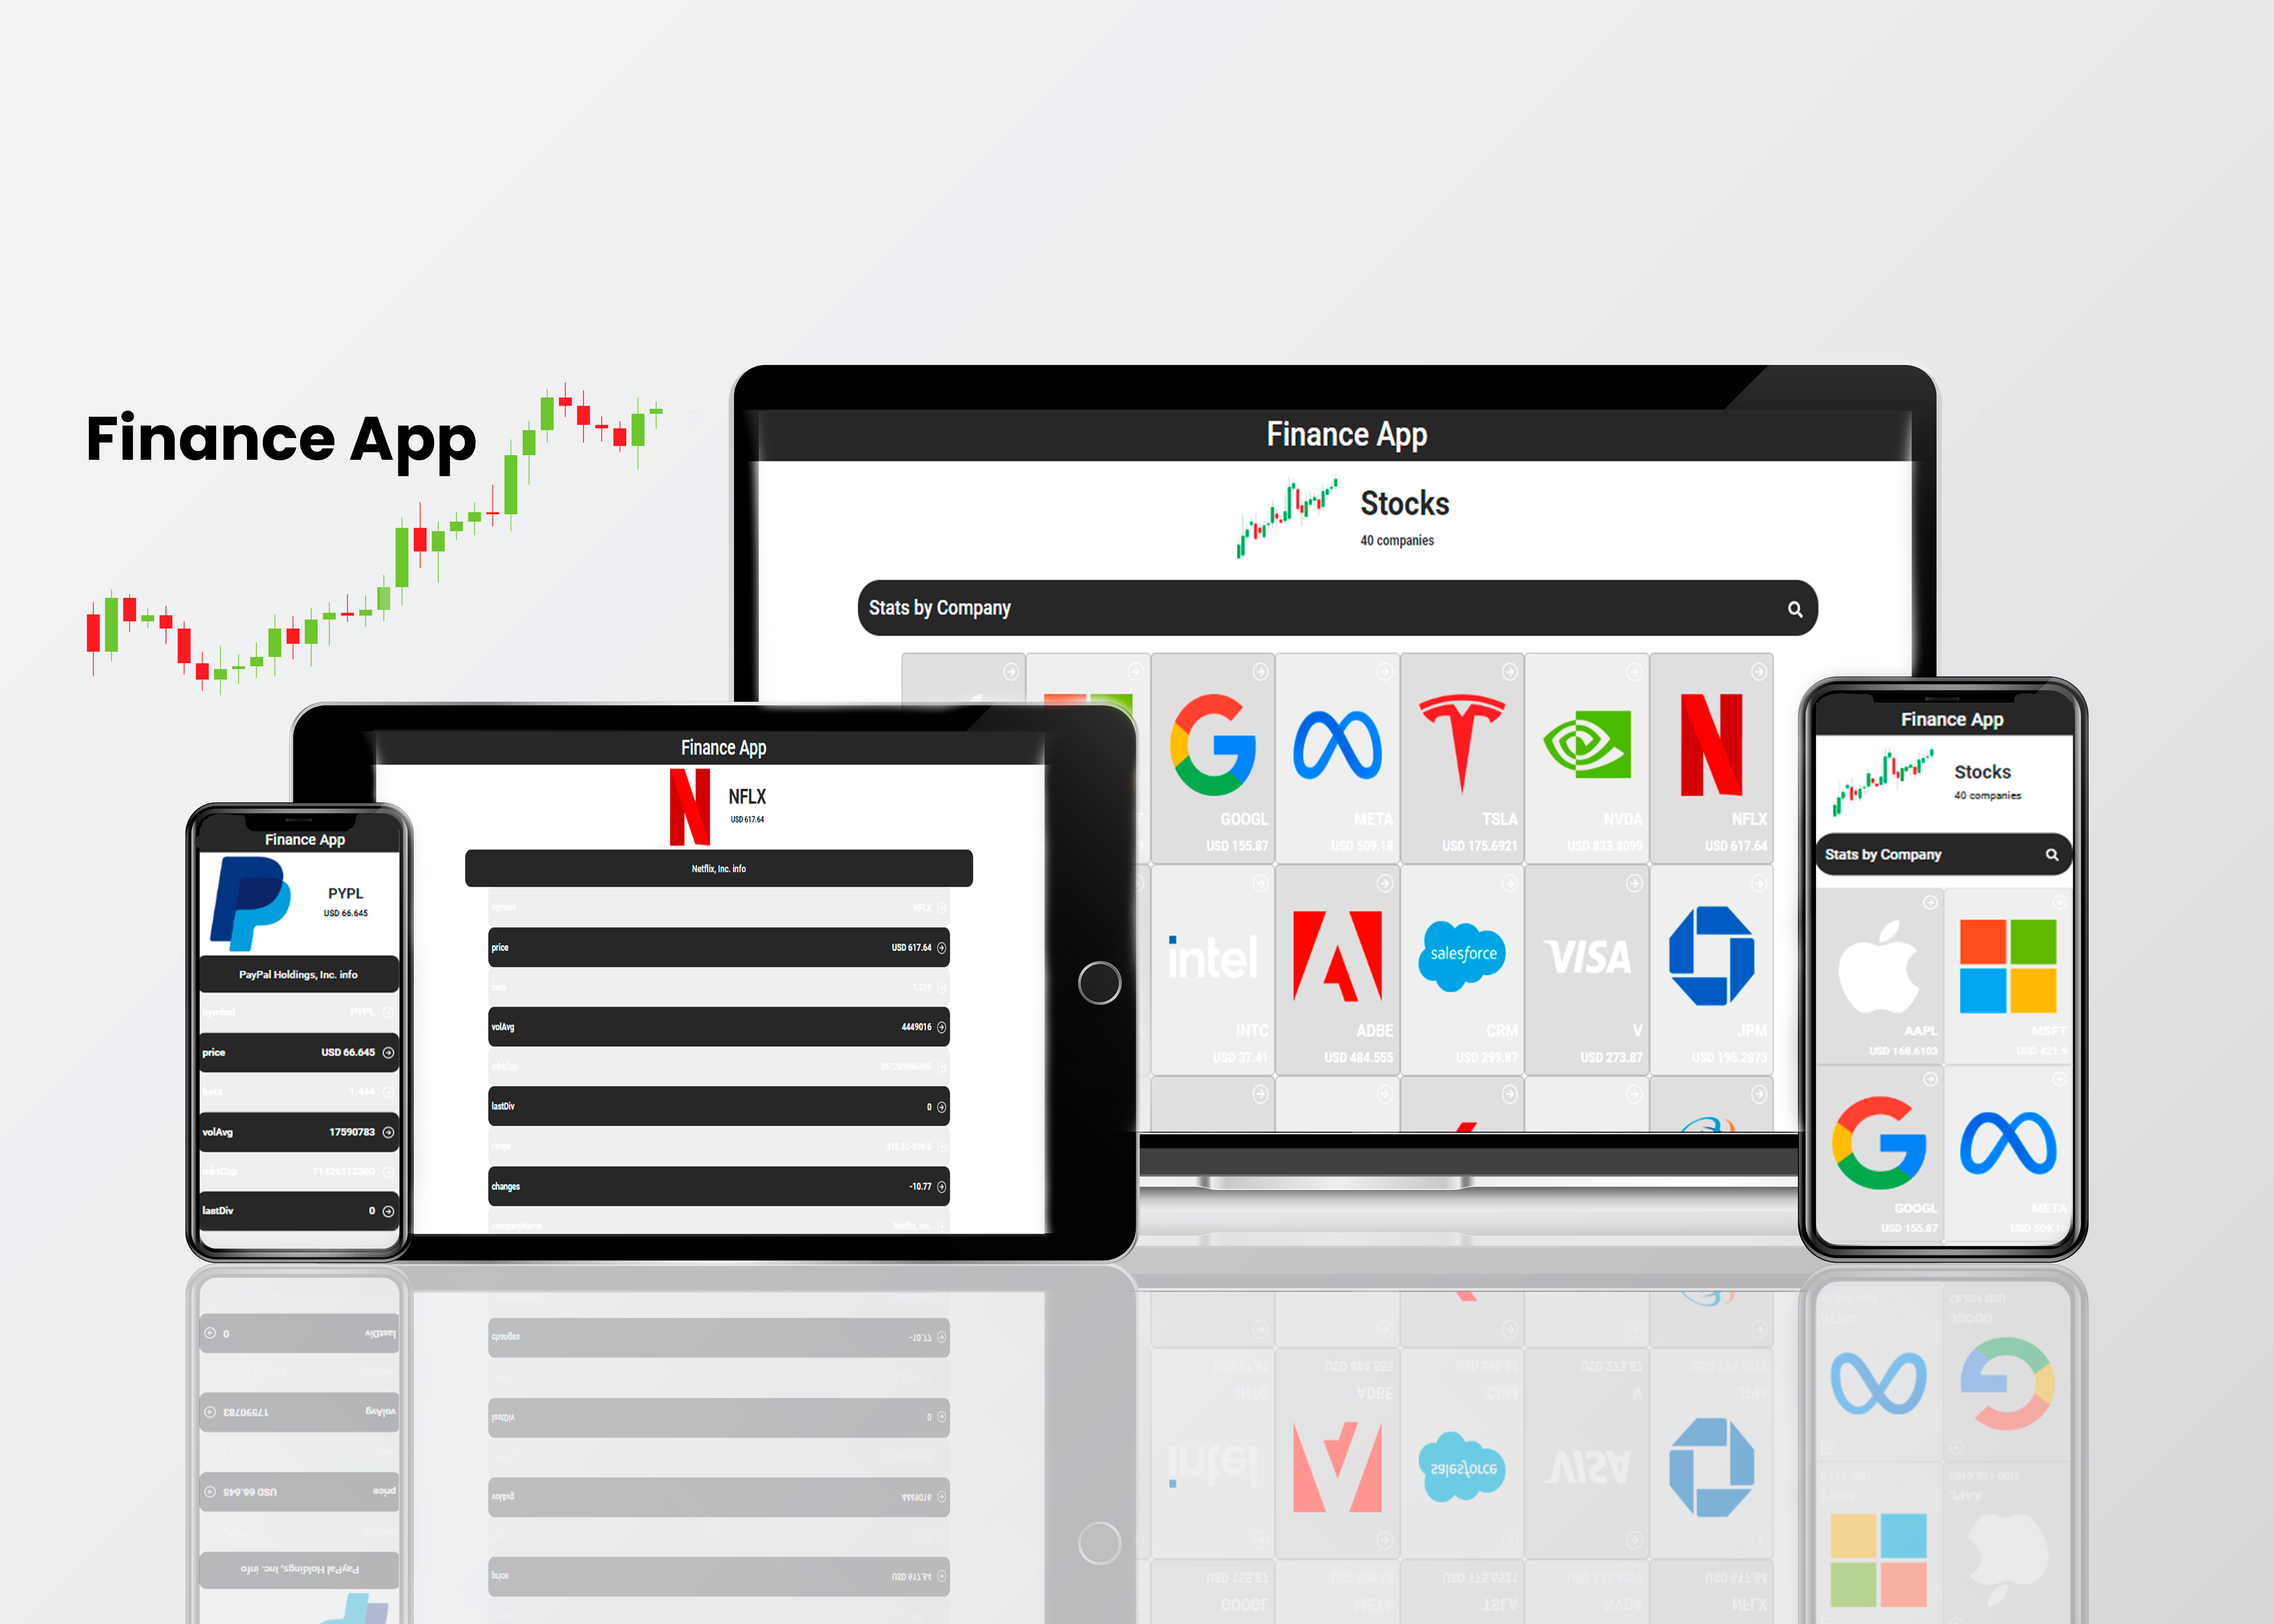 Finance App
Finance App
Stocks
40 companies
Stats by Company
GOOGL
USD 155.87
META
USD 509.18
TSLA
USD 175.6921
NVDA
USD 833.8099
NFLX
USD 617.64
intel
INTC
USD 37.41
ADBE
USD 484.555
salesforce
CRM
USD 299.87
VISA
V
USD 273.87
JPM
USD 195.2873
Finance App
NFLX
USD 617.64
Netflix, Inc. info
symbol NFLX
price USD 617.64
beta 1.219
volAvg 4449016
mktCap
lastDiv 0
range
changes -10.77
companyName Netflix, Inc.
Finance App
PYPL
USD 66.645
PayPal Holdings, Inc. info
symbol PYPL
price USD 66.645
beta 1.444
volAvg 17590783
mktCap 71426112300
lastDiv 0
Finance App
Stocks
40 companies
Stats by Company
AAPL
USD 168.6103
MSFT
USD 421.9
GOOGL
USD 155.87
META